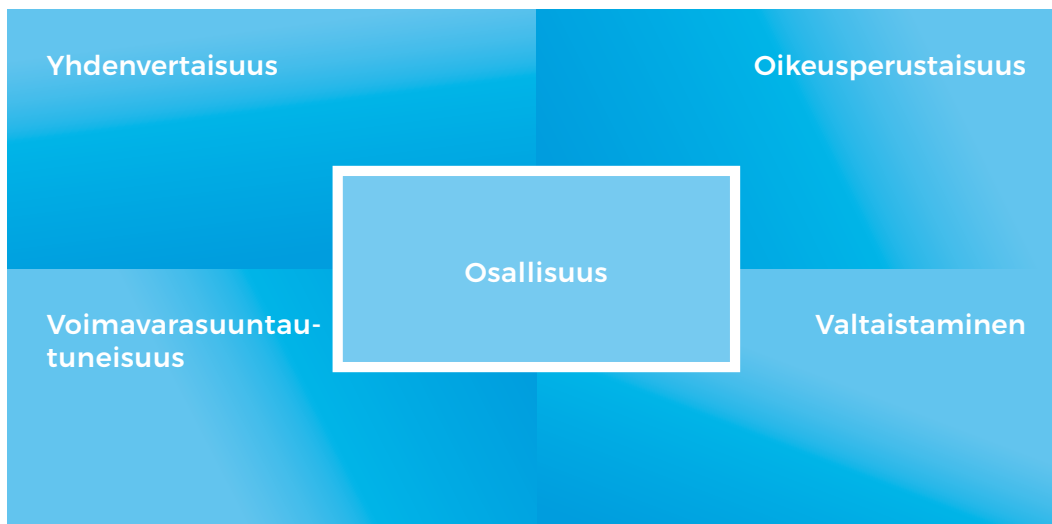 Yhdenvertaisuus
Oikeusperustaisuus
Osallisuus
Voimavarasuuntau-
tuneisuus
Valtaistaminen